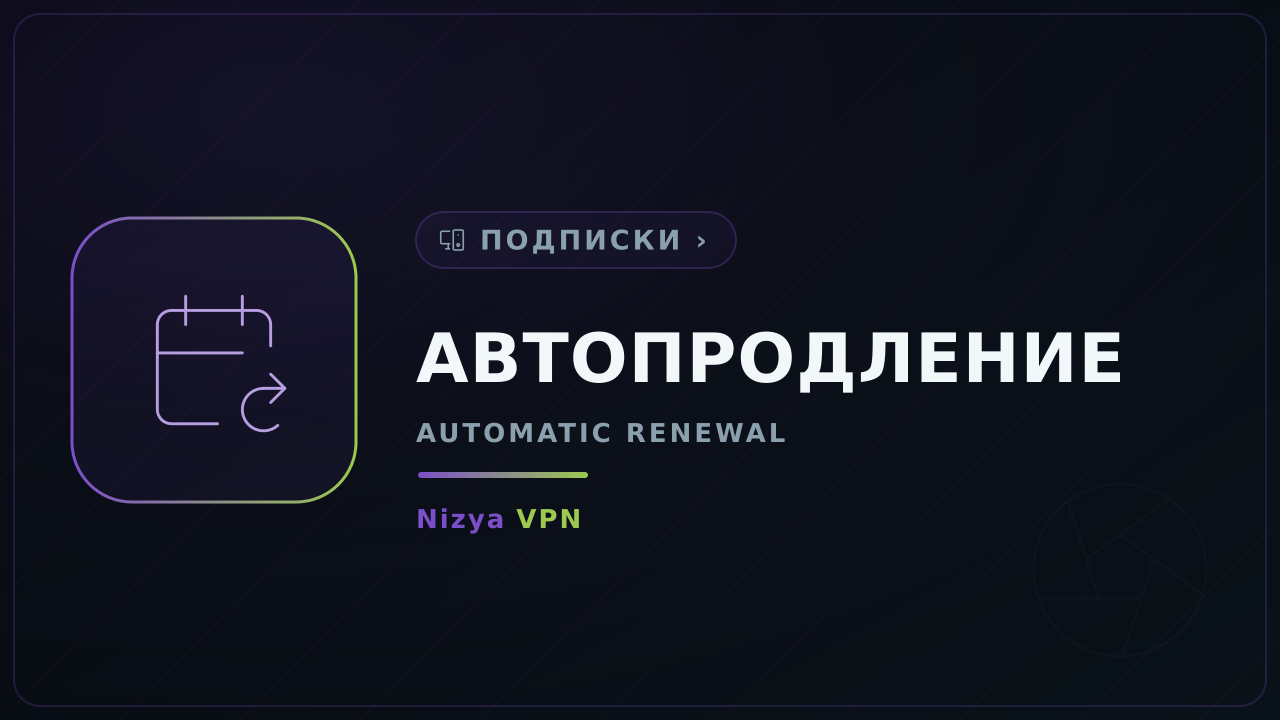 ПОДПИСКИ ›
АВТОПРОДЛЕНИЕ
AUTOMATIC RENEWAL
Nizya VPN